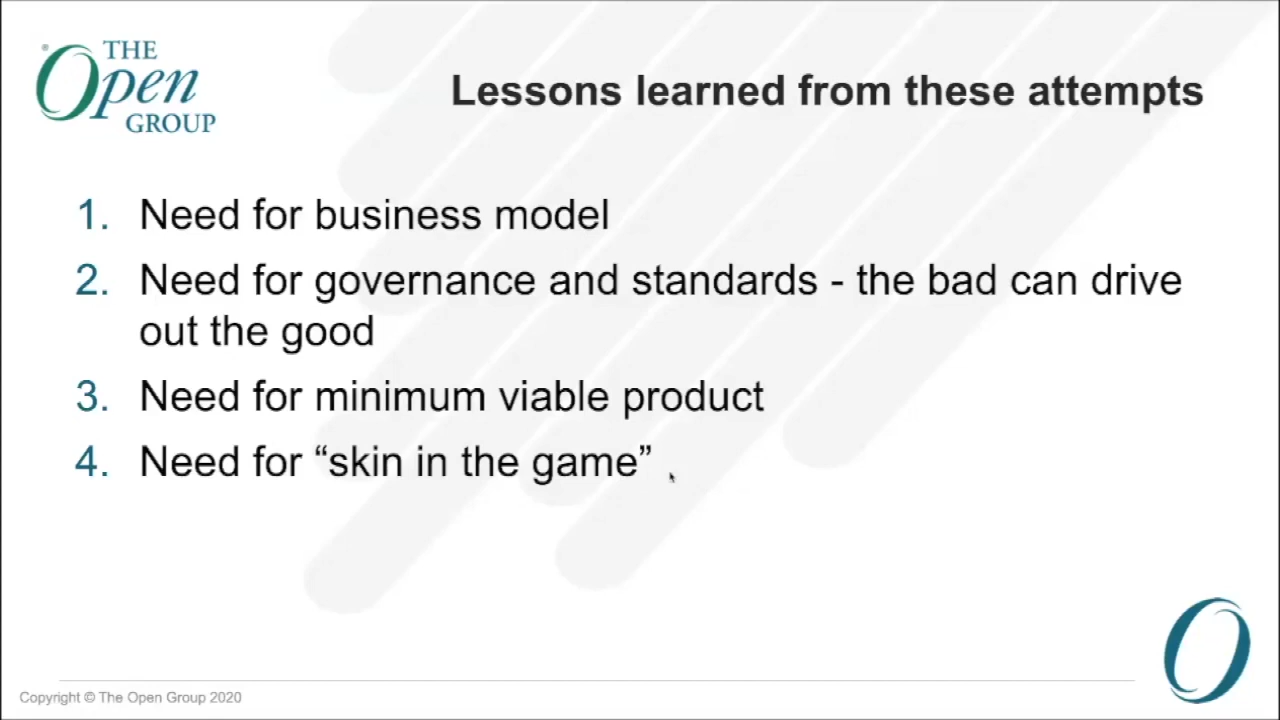 ®
THE
Open
GROUP
Lessons learned from these attempts
1. Need for business model
2. Need for governance and standards - the bad can drive
out the good
3. Need for minimum viable product
4. Need for “skin in the game”
Copyright © The Open Group 2020